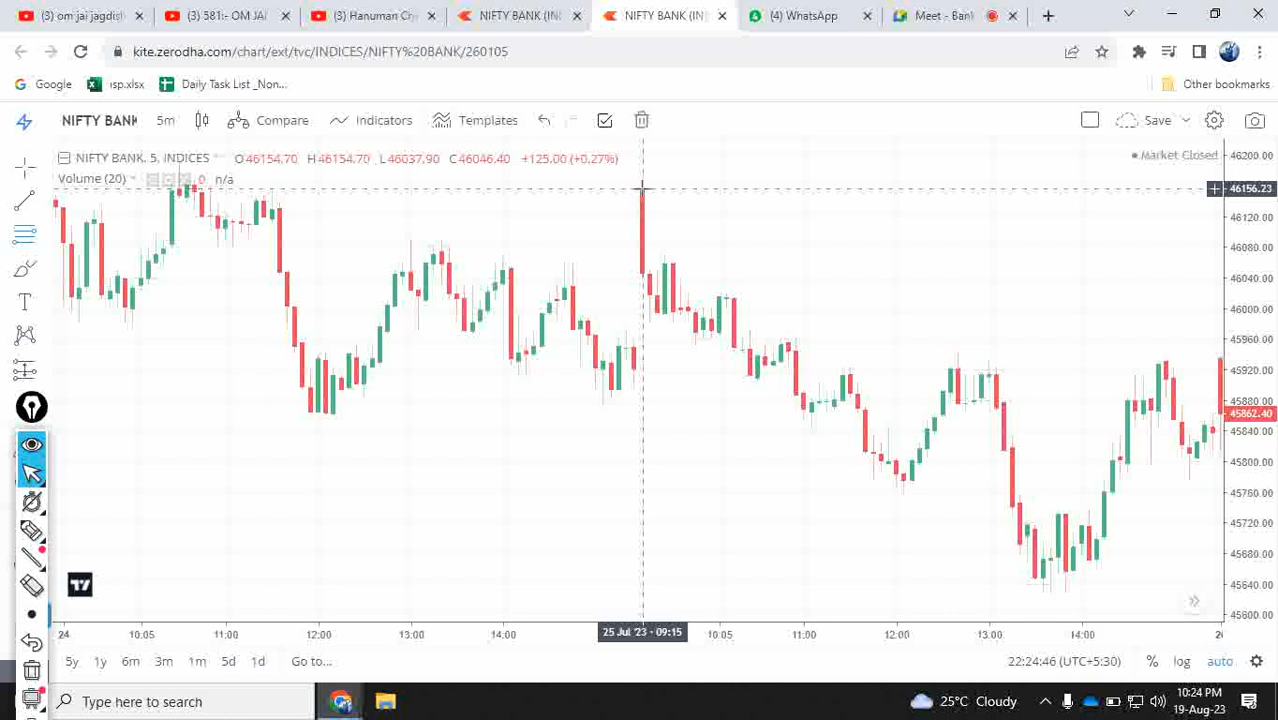 (3) om jai jagdish
(3) 581:- OM JAI
(3) Hanuman Ch
NIFTY BANK (IN
NIFTY BANK (IN
(4) WhatsApp
Meet - Bank
kite.zerodha.com/chart/ext/tvc/INDICES/NIFTY%20BANK/260105
Google
isp.xlsx
Daily Task List _Non...
Other bookmarks
NIFTY BANK
5m
Compare
Indicators
Templates
Save
NIFTY BANK, 5, INDICES
O46154.70 H46154.70 L46037.90 C46046.40 +125.00 (+0.27%)
Market Closed
Volume (20)
0 n/a
46200.00
46156.23
46120.00
46080.00
46040.00
46000.00
45960.00
45920.00
45880.00
45862.40
45840.00
45800.00
45760.00
45720.00
45680.00
45640.00
45600.00
24 10:05 11:00 12:00 13:00 14:00 25 Jul '23 - 09:15 10:05 11:00 12:00 13:00 14:00
5y 1y 6m 3m 1m 5d 1d Go to...
22:24:46 (UTC+5:30) % log auto
Type here to search
25°C Cloudy
10:24 PM
19-Aug-23